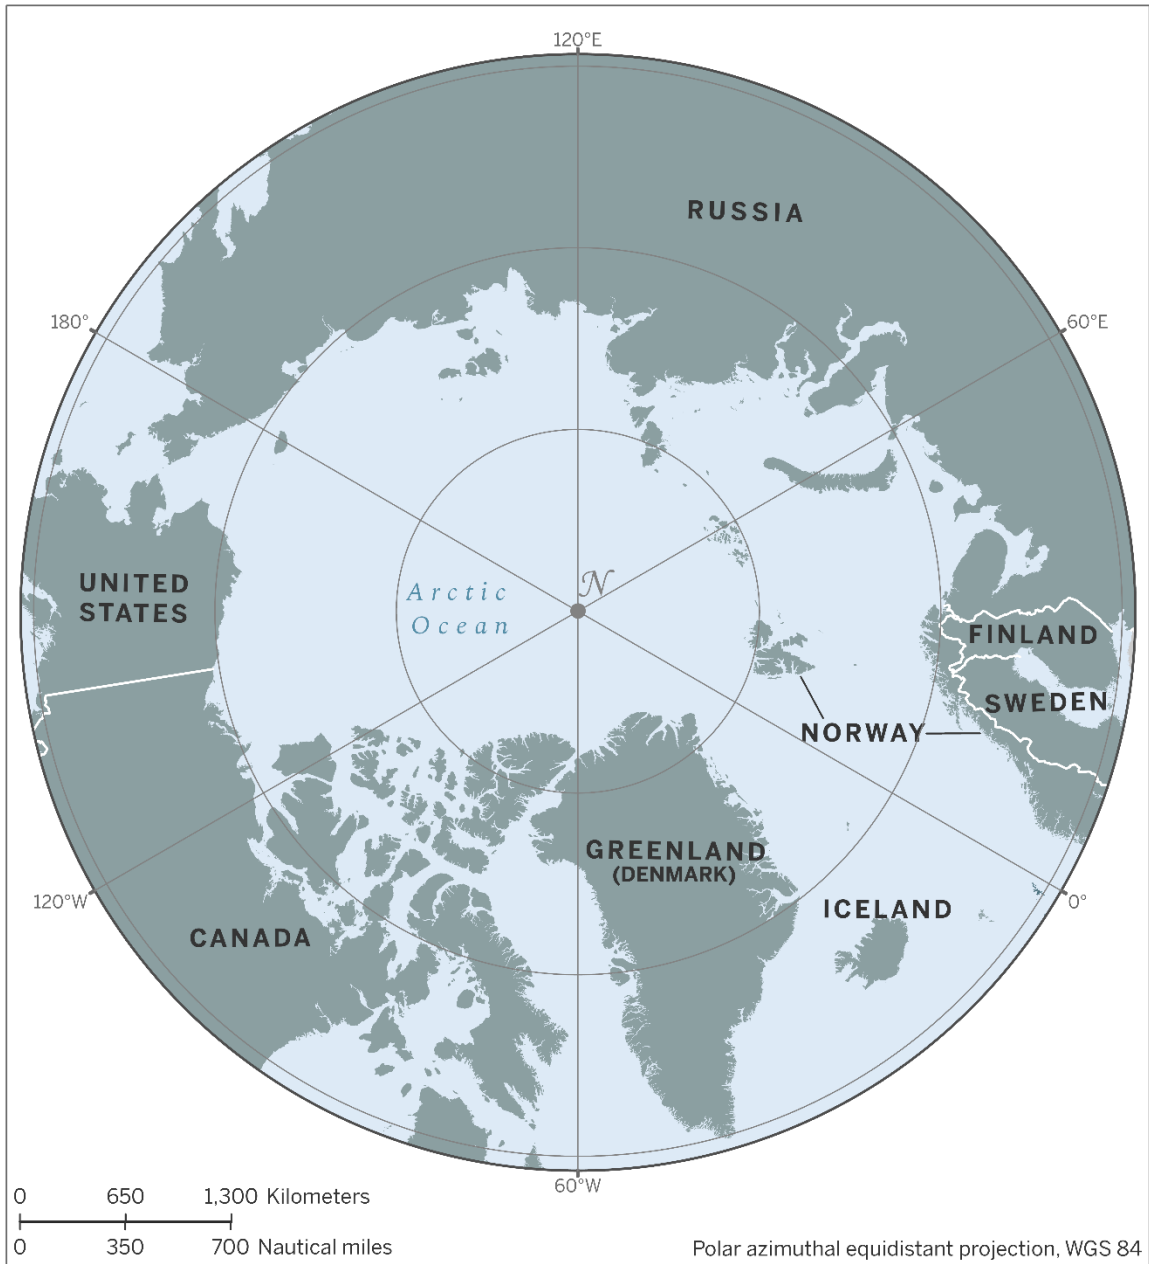 120°E
RUSSIA
180°
60°E
UNITED
STATES
Arctic
Ocean
N
FINLAND
SWEDEN
NORWAY
GREENLAND
(DENMARK)
120°W
0°
ICELAND
CANADA
60°W
0 650 1,300 Kilometers
0 350 700 Nautical miles
Polar azimuthal equidistant projection, WGS 84